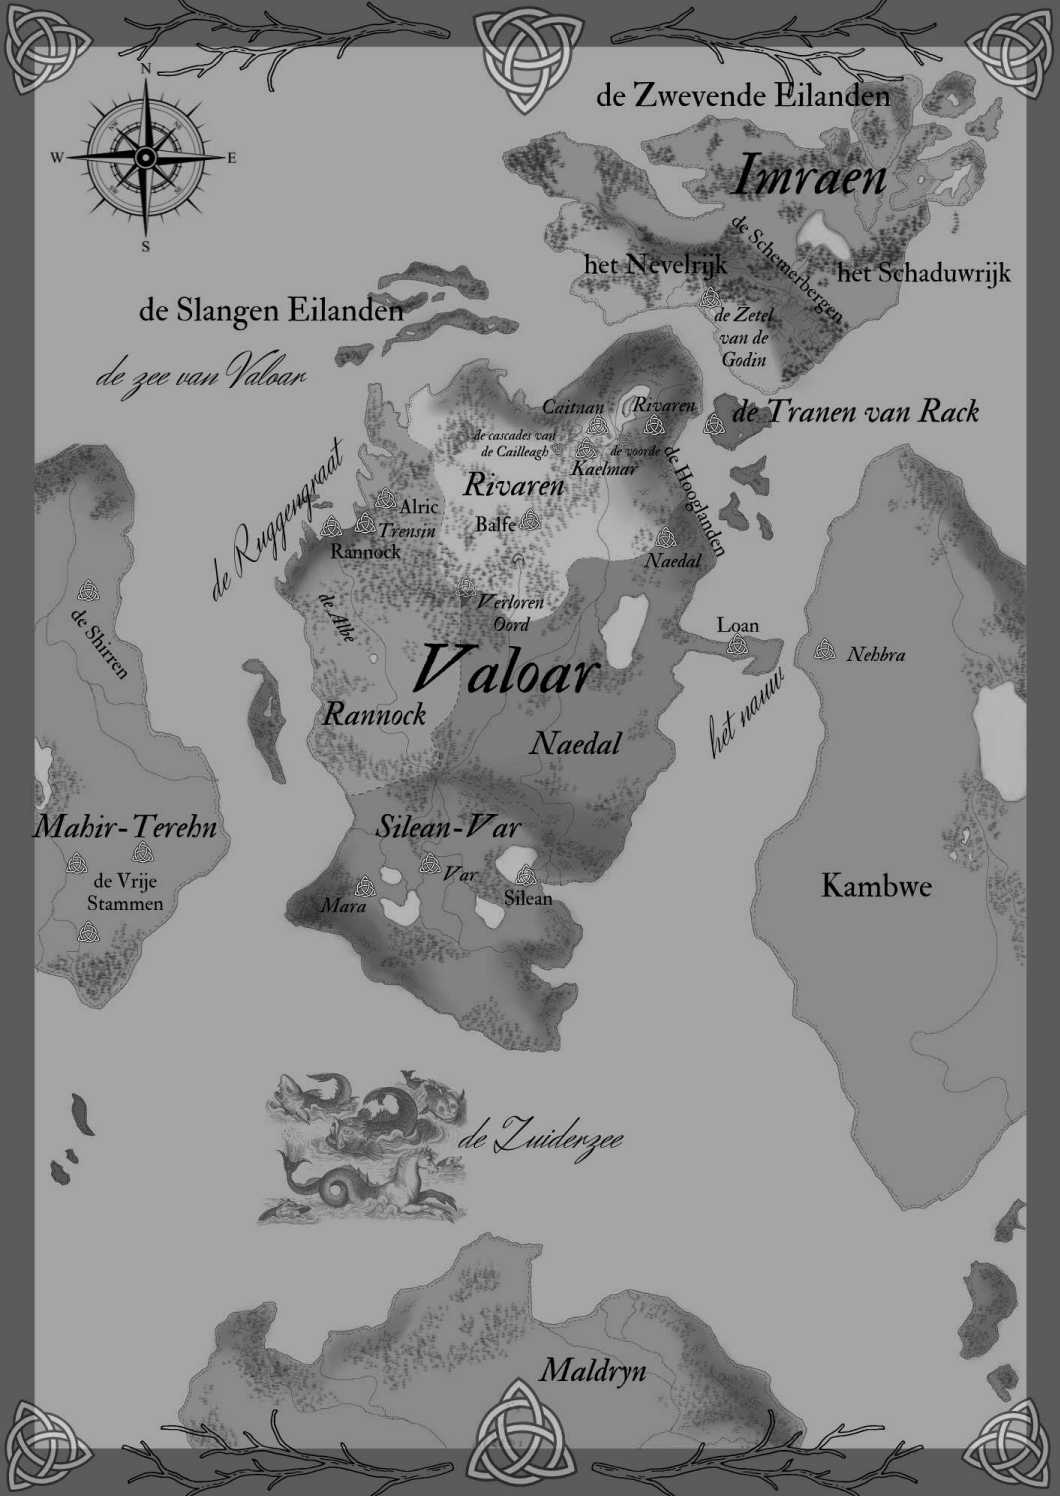 N
W
E
S
de Zwevende Eilanden
Imraen
de Schemerbergen
het Nevelrijk
het Schaduwrijk
de Zetel
van de
Godin
de Slangen Eilanden
de zee van Valoar
Caitnan
Rivaren
de Tranen van Rack
de cascades van
de Cailleagh
de voorde
Kaelmar
de Hooglanden
Rivaren
de Ruggengraat
Alric
Trensin
Rannock
Balfe
Naedal
Verloren
Oord
de Albe
de Shirren
Loan
Nehbra
het nauw
Valoar
Rannock
Naedal
Mahir-Terehn
Silean-Var
de Vrije
Stammen
Var
Mara
Silean
Kambwe
de Zuiderzee
Maldryn